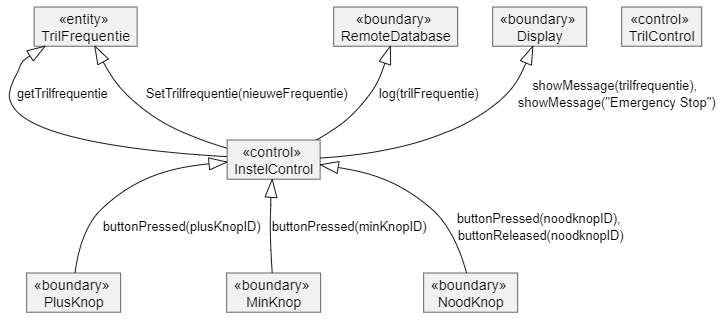 «entity»
TrilFrequentie
«boundary»
RemoteDatabase
«boundary»
Display
«control»
TrilControl
getTrilfrequentie
SetTrilfrequentie(nieuweFrequentie)
log(trilFrequentie)
showMessage(trilfrequentie),
showMessage("Emergency Stop")
«control»
InstelControl
buttonPressed(plusKnopID)
buttonPressed(minKnopID)
buttonPressed(noodknopID),
buttonReleased(noodknopID)
«boundary»
PlusKnop
«boundary»
MinKnop
«boundary»
NoodKnop